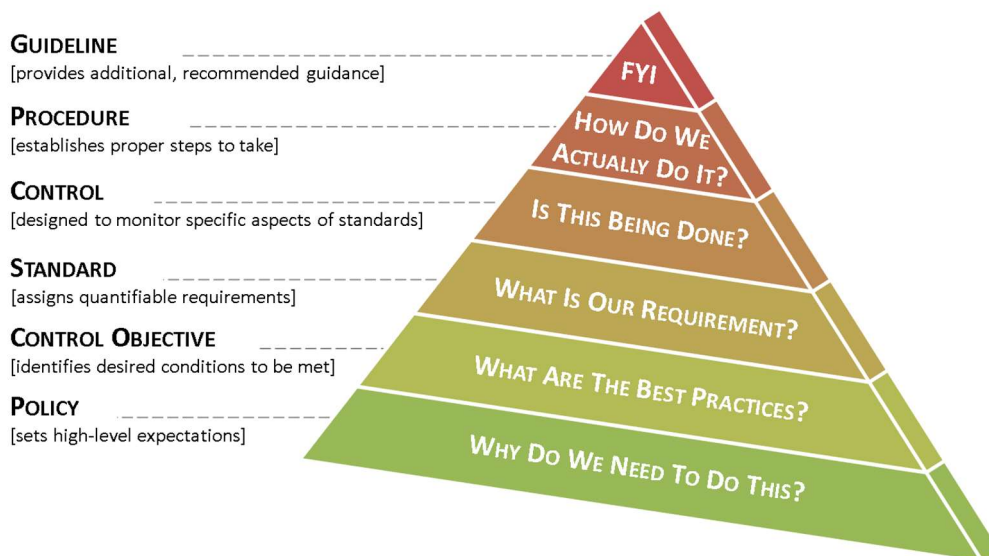 GUIDELINE
[provides additional, recommended guidance]
FYI
PROCEDURE
[establishes proper steps to take]
HOW DO WE
ACTUALLY DO IT?
CONTROL
[designed to monitor specific aspects of standards]
IS THIS BEING DONE?
STANDARD
[assigns quantifiable requirements]
WHAT IS OUR REQUIREMENT?
CONTROL OBJECTIVE
[identifies desired conditions to be met]
WHAT ARE THE BEST PRACTICES?
POLICY
[sets high-level expectations]
WHY DO WE NEED TO DO THIS?